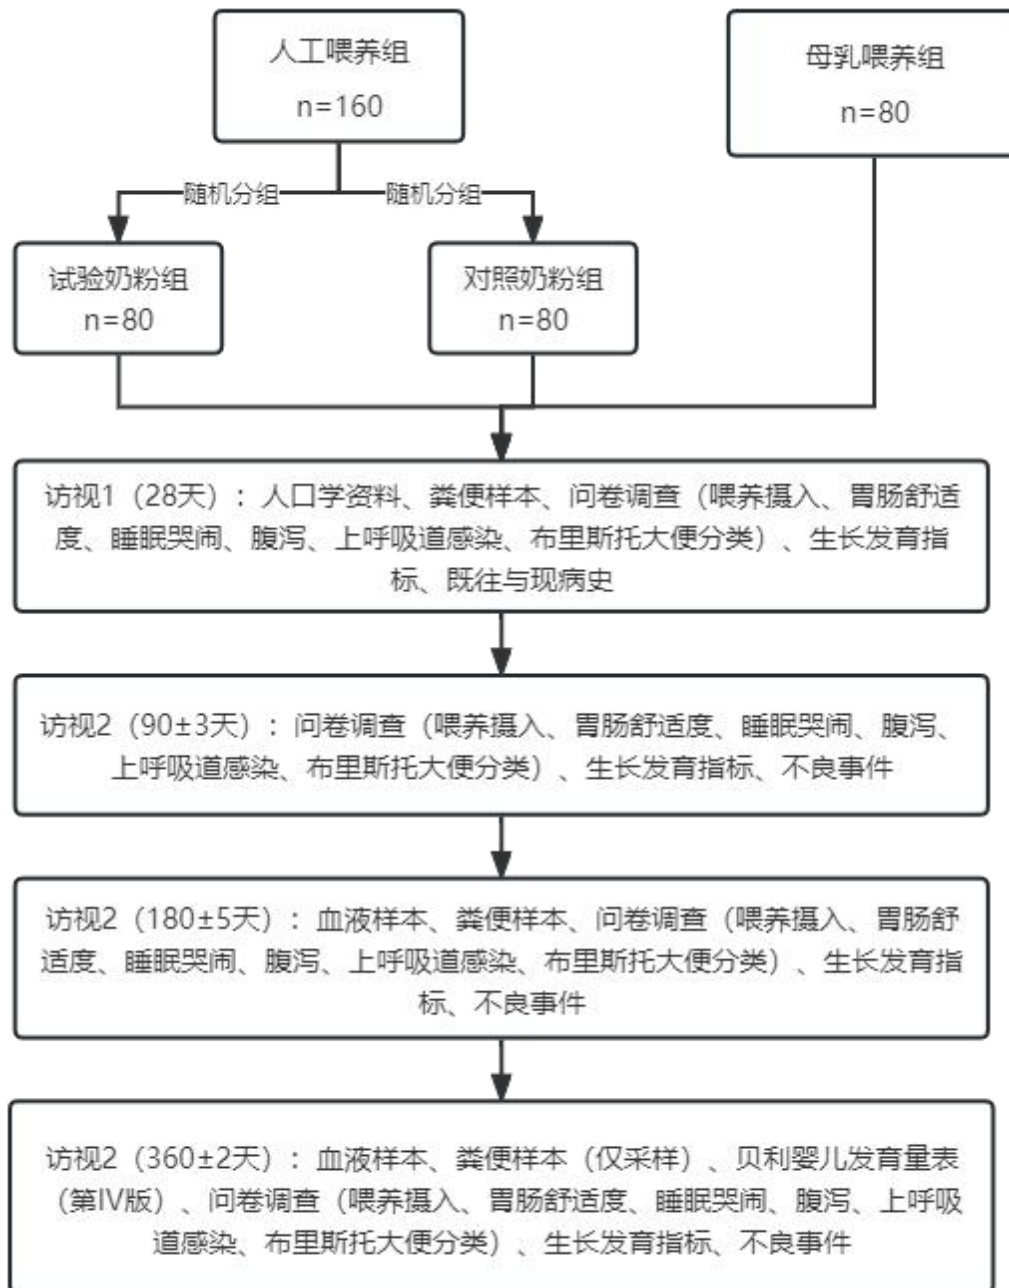 人工喂养组
n=160
母乳喂养组
n=80
随机分组
随机分组
试验奶粉组
n=80
对照奶粉组
n=80
访视1（28天）：人口学资料、粪便样本、问卷调查（喂养摄入、胃肠舒适
度、睡眠哭闹、腹泻、上呼吸道感染、布里斯托大便分类）、生长发育指
标、既往与现病史
访视2（90±3天）：问卷调查（喂养摄入、胃肠舒适度、睡眠哭闹、腹泻、
上呼吸道感染、布里斯托大便分类）、生长发育指标、不良事件
访视2（180±5天）：血液样本、粪便样本、问卷调查（喂养摄入、胃肠舒
适度、睡眠哭闹、腹泻、上呼吸道感染、布里斯托大便分类）、生长发育指
标、不良事件
访视2（360±2天）：血液样本、粪便样本（仅采样）、贝利婴儿发育量表
（第IV版）、问卷调查（喂养摄入、胃肠舒适度、睡眠哭闹、腹泻、上呼吸
道感染、布里斯托大便分类）、生长发育指标、不良事件